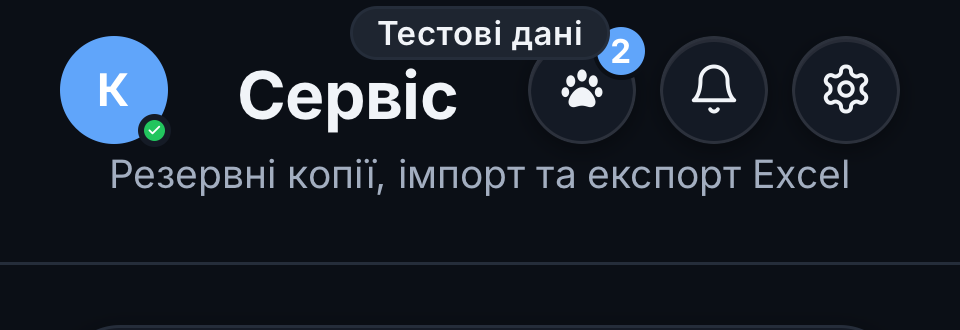 Тестові дані
К
Сервіс
2
Резервні копії, імпорт та експорт Excel